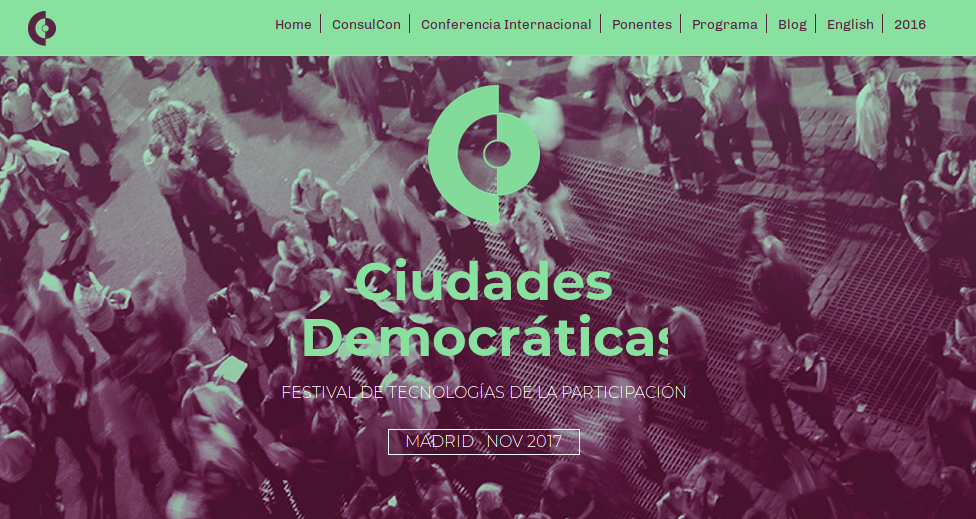 Home
ConsulCon
Conferencia Internacional
Ponentes
Programa
Blog
English
2016
Ciudades
Democráticas
FESTIVAL DE TECNOLOGÍAS DE LA PARTICIPACIÓN
MADRID · NOV 2017